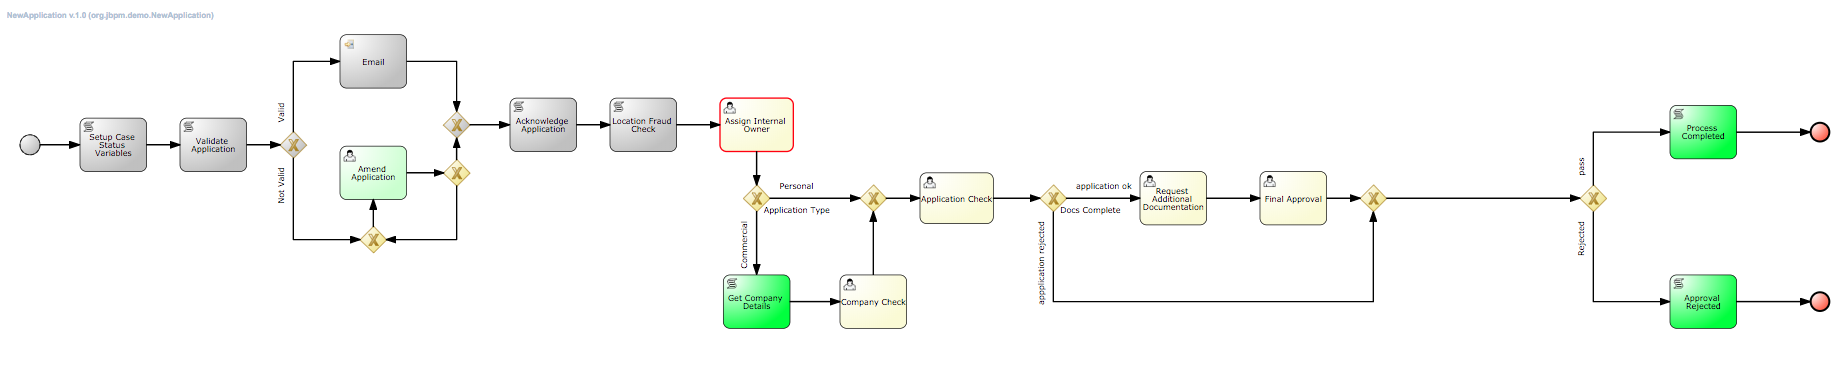 NewApplication v.1.0 (org.jbpm.demo.NewApplication)
Setup Case
Status
Variables
Validate
Application
Valid
Not Valid
Email
Amend
Application
Acknowledge
Application
Location Fraud
Check
Assign Internal
Owner
Personal
Application Type
Commercial
Get Company
Details
Company Check
Application Check
application ok
Docs Complete
appplication rejected
Request
Additional
Documentation
Final Approval
pass
Rejected
Process
Completed
Approval
Rejected